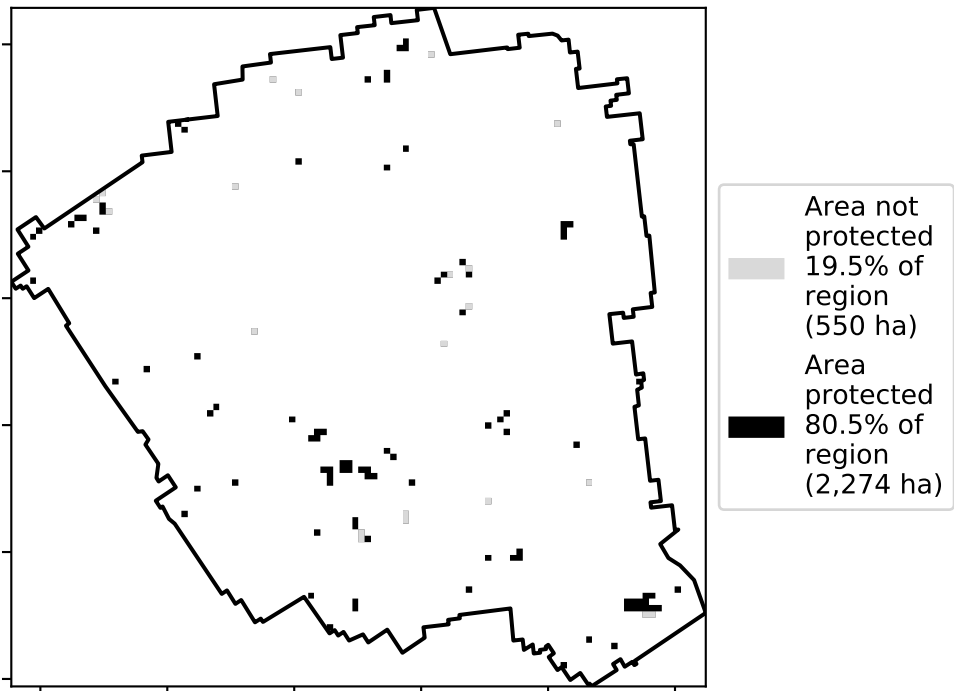 Area not
protected
19.5% of
region
(550 ha)
Area
protected
80.5% of
region
(2,274 ha)